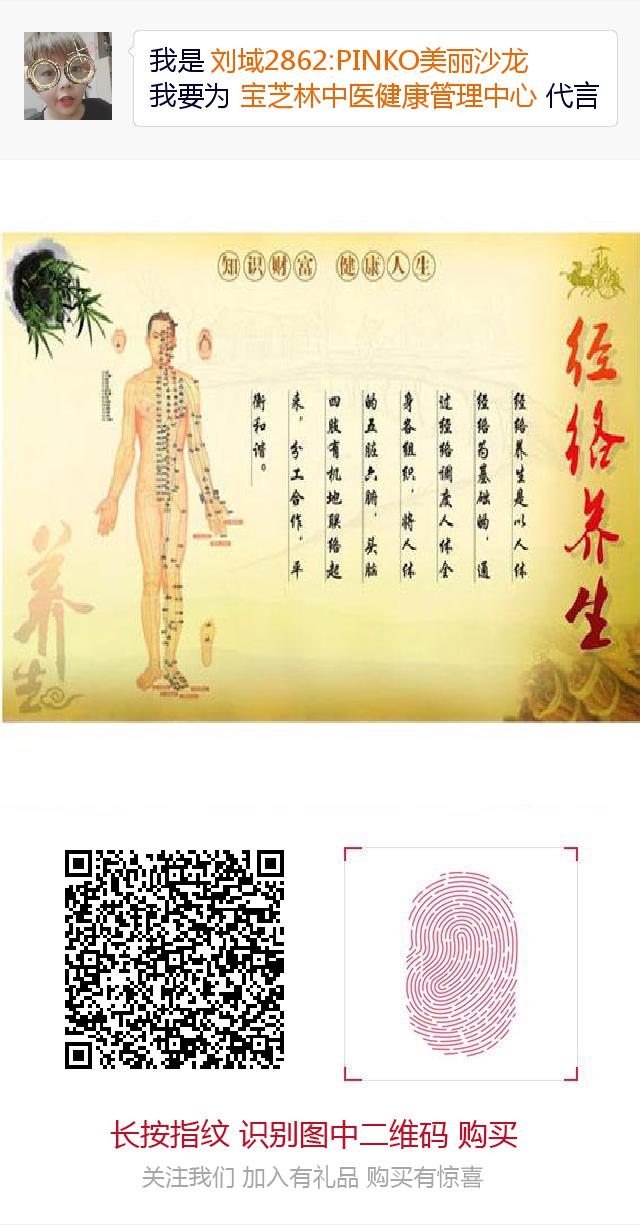 我是 刘域2862:PINKO美丽沙龙
我要为 宝芝林中医健康管理中心 代言
知识财富 健康人生
经络养生
经络养生是以人体
经络为基础的，通
过经络调度人体全
身各组织，将人体
的五脏六腑，头脑
四肢有机地联络起
来，分工合作，平
衡和谐。
养生
长按指纹 识别图中二维码 购买
关注我们 加入有礼品 购买有惊喜